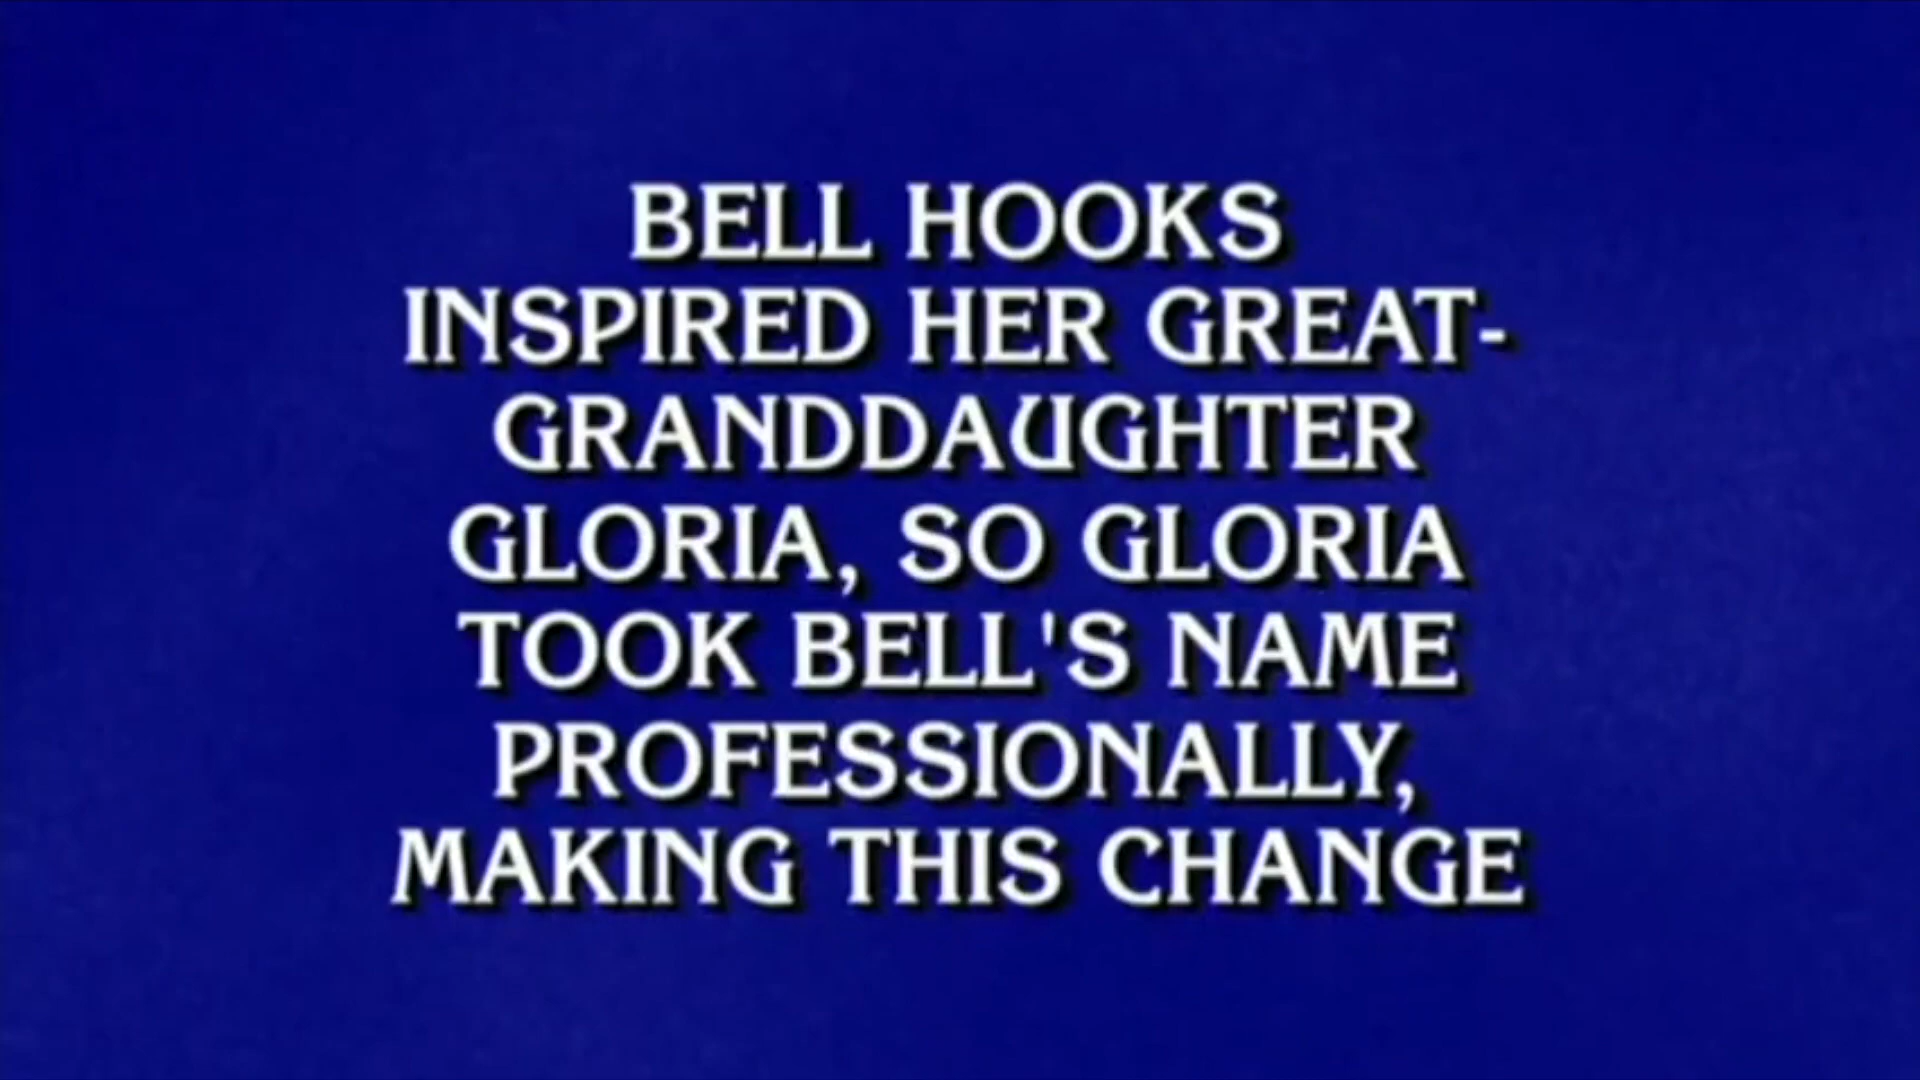 BELL HOOKS
INSPIRED HER GREAT-
GRANDDAUGHTER
GLORIA, SO GLORIA
TOOK BELL'S NAME
PROFESSIONALLY,
MAKING THIS CHANGE